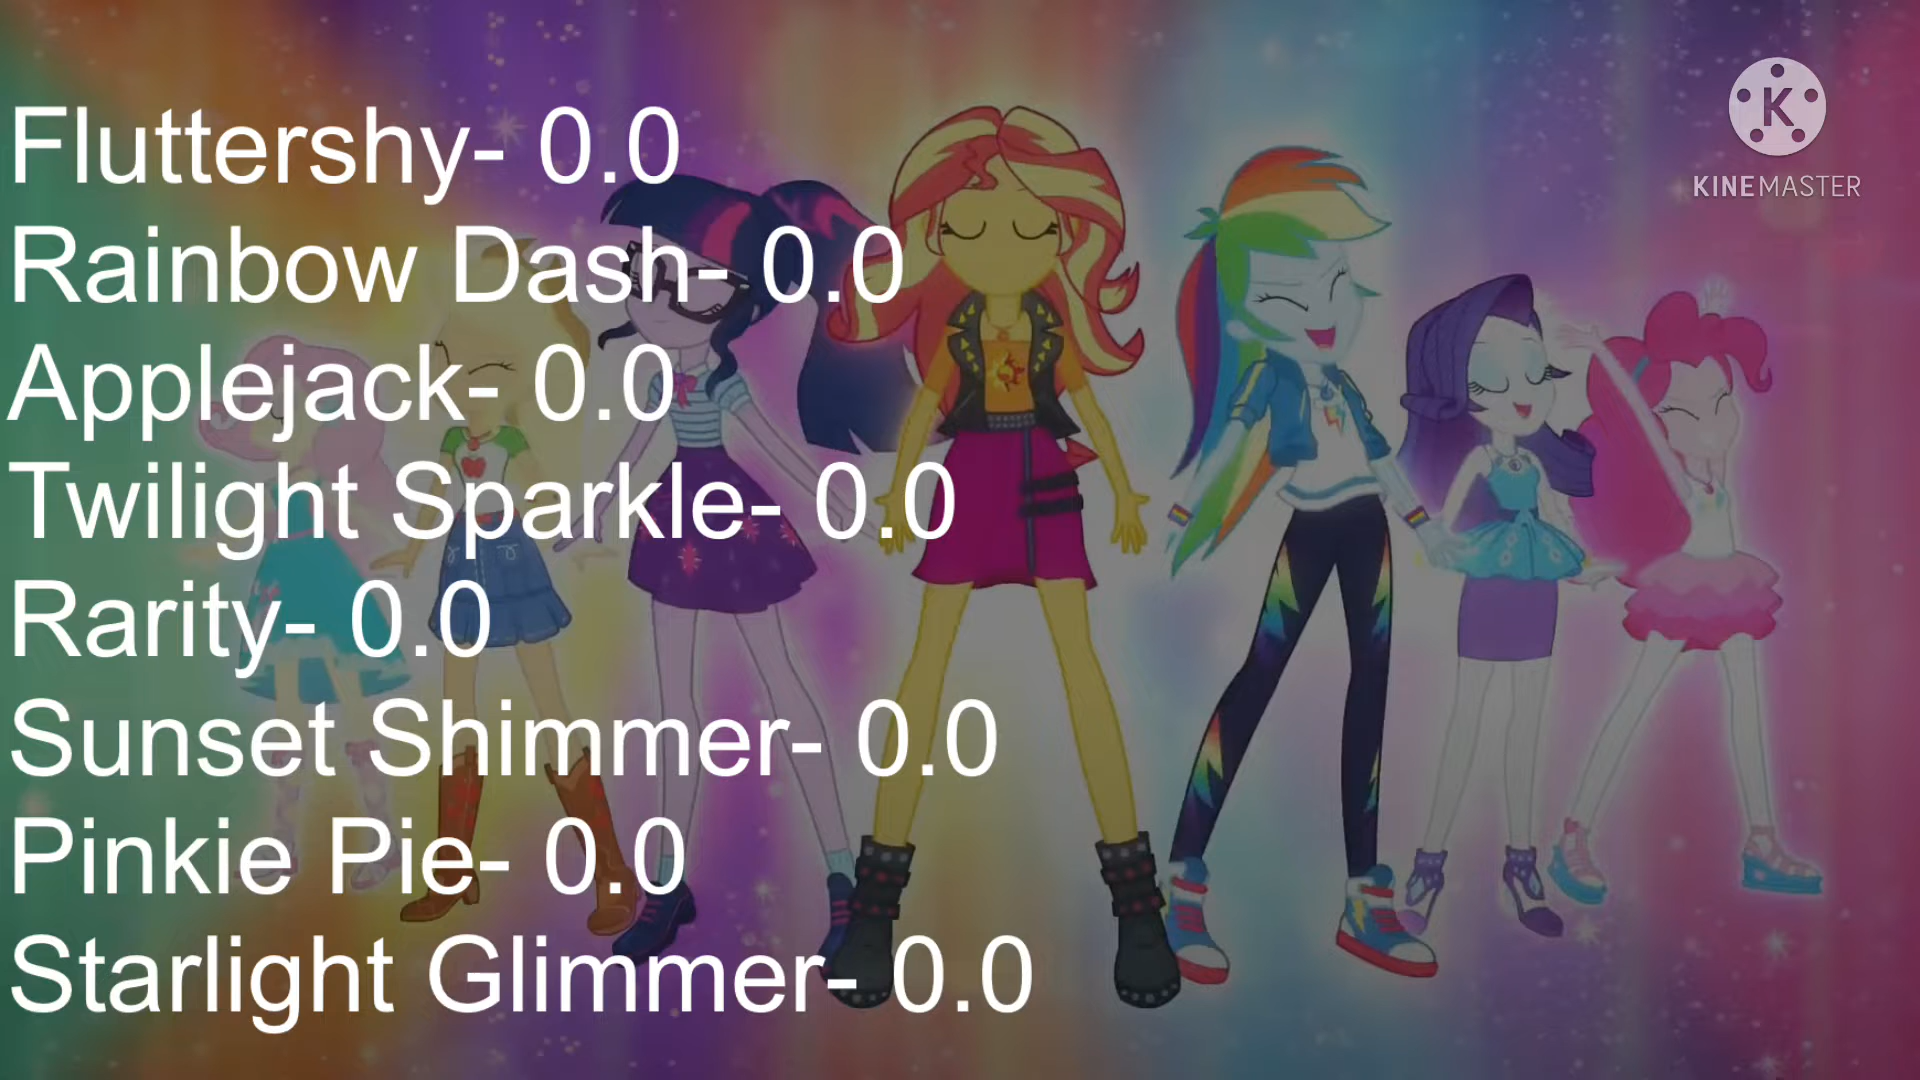 Fluttershy- 0.0
Rainbow Dash- 0.0
Applejack- 0.0
Twilight Sparkle- 0.0
Rarity- 0.0
Sunset Shimmer- 0.0
Pinkie Pie- 0.0
Starlight Glimmer- 0.0
K
KINEMASTER